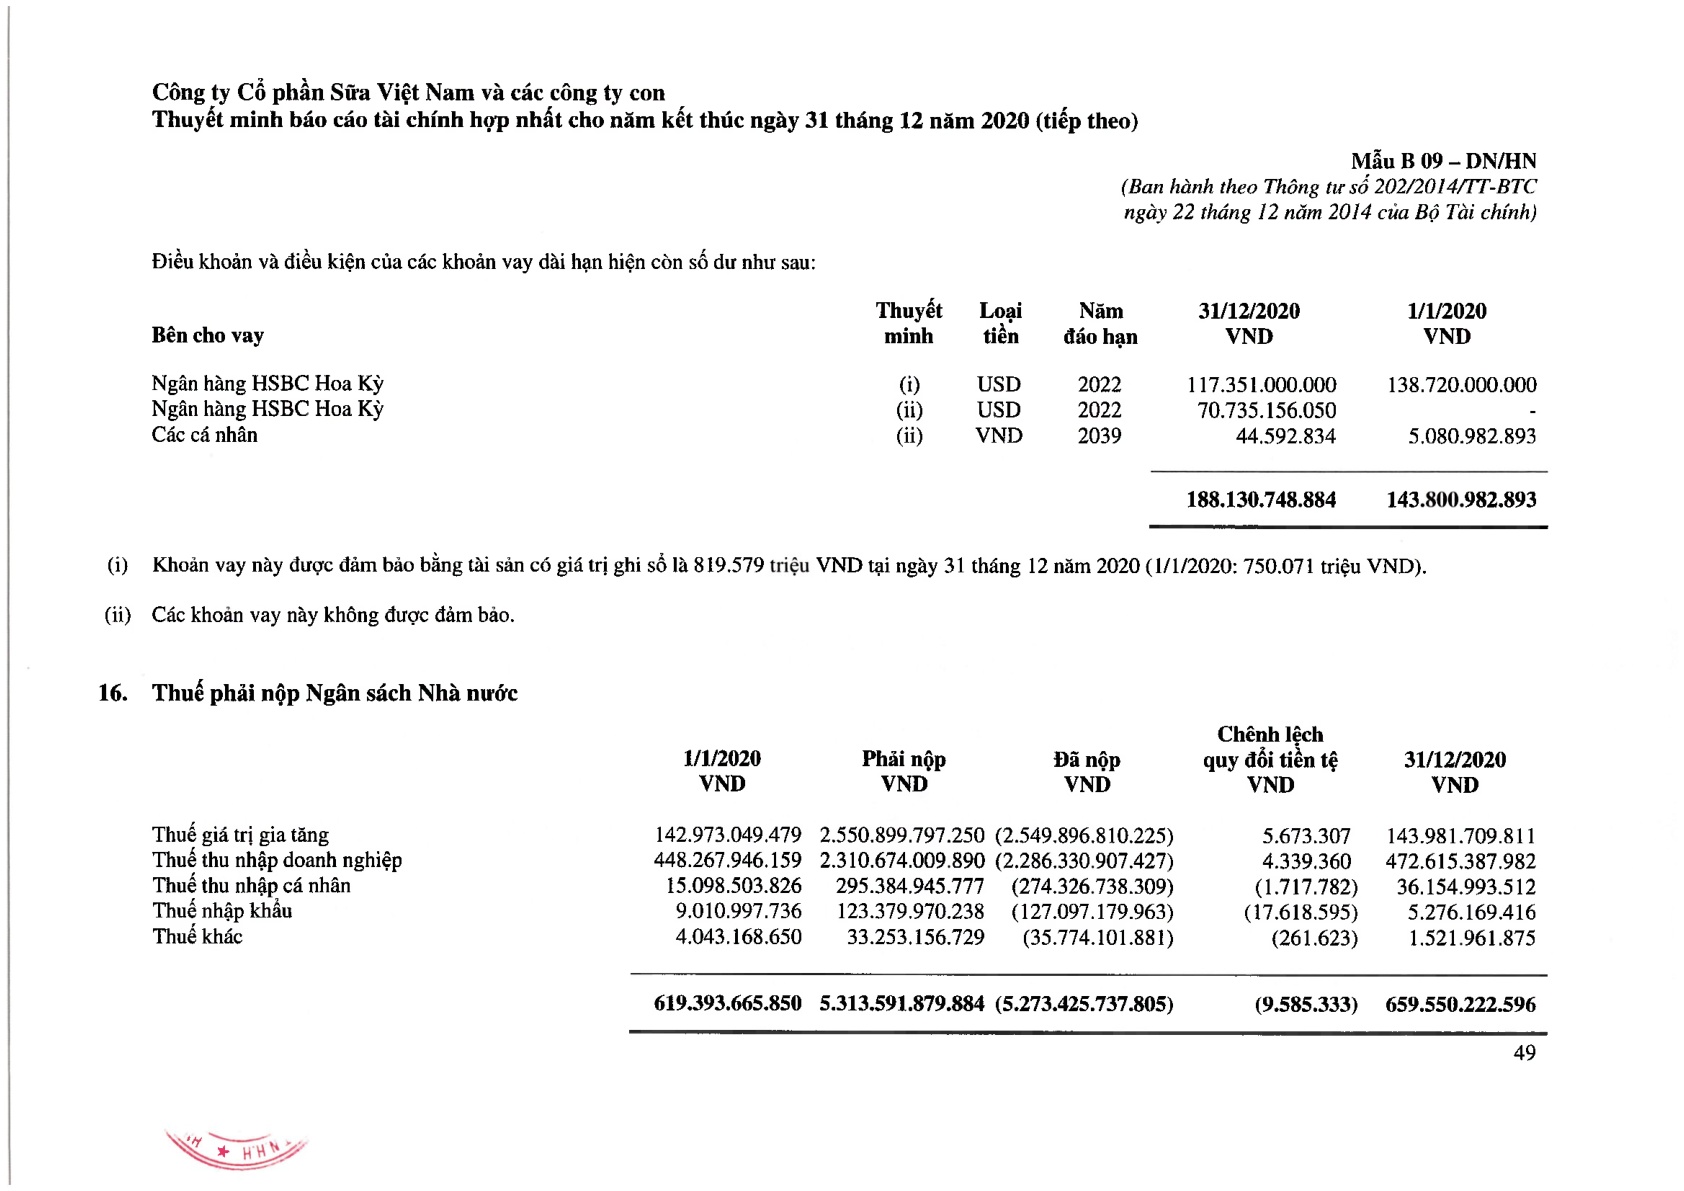 Công ty Cổ phần Sữa Việt Nam và các công ty con
Thuyết minh báo cáo tài chính hợp nhất cho năm kết thúc ngày 31 tháng 12 năm 2020 (tiếp theo)
Mẫu B 09 – DN/HN
(Ban hành theo Thông tư số 202/2014/TT-BTC
ngày 22 tháng 12 năm 2014 của Bộ Tài chính)
Điều khoản và điều kiện của các khoản vay dài hạn hiện còn số dư như sau:
Thuyết Loại Năm 31/12/2020 1/1/2020
Bên cho vay minh tiền đáo hạn VND VND
Ngân hàng HSBC Hoa Kỳ (i) USD 2022 117.351.000.000 138.720.000.000
Ngân hàng HSBC Hoa Kỳ (ii) USD 2022 70.735.156.050 -
Các cá nhân (ii) VND 2039 44.592.834 5.080.982.893
188.130.748.884 143.800.982.893
(i) Khoản vay này được đảm bảo bằng tài sản có giá trị ghi sổ là 819.579 triệu VND tại ngày 31 tháng 12 năm 2020 (1/1/2020: 750.071 triệu VND).
(ii) Các khoản vay này không được đảm bảo.
16. Thuế phải nộp Ngân sách Nhà nước
Chênh lệch
1/1/2020 Phải nộp Đã nộp quy đổi tiền tệ 31/12/2020
VND VND VND VND VND
Thuế giá trị gia tăng 142.973.049.479 2.550.899.797.250 (2.549.896.810.225) 5.673.307 143.981.709.811
Thuế thu nhập doanh nghiệp 448.267.946.159 2.310.674.009.890 (2.286.330.907.427) 4.339.360 472.615.387.982
Thuế thu nhập cá nhân 15.098.503.826 295.384.945.777 (274.326.738.309) (1.717.782) 36.154.993.512
Thuế nhập khẩu 9.010.997.736 123.379.970.238 (127.097.179.963) (17.618.595) 5.276.169.416
Thuế khác 4.043.168.650 33.253.156.729 (35.774.101.881) (261.623) 1.521.961.875
619.393.665.850 5.313.591.879.884 (5.273.425.737.805) (9.585.333) 659.550.222.596
49